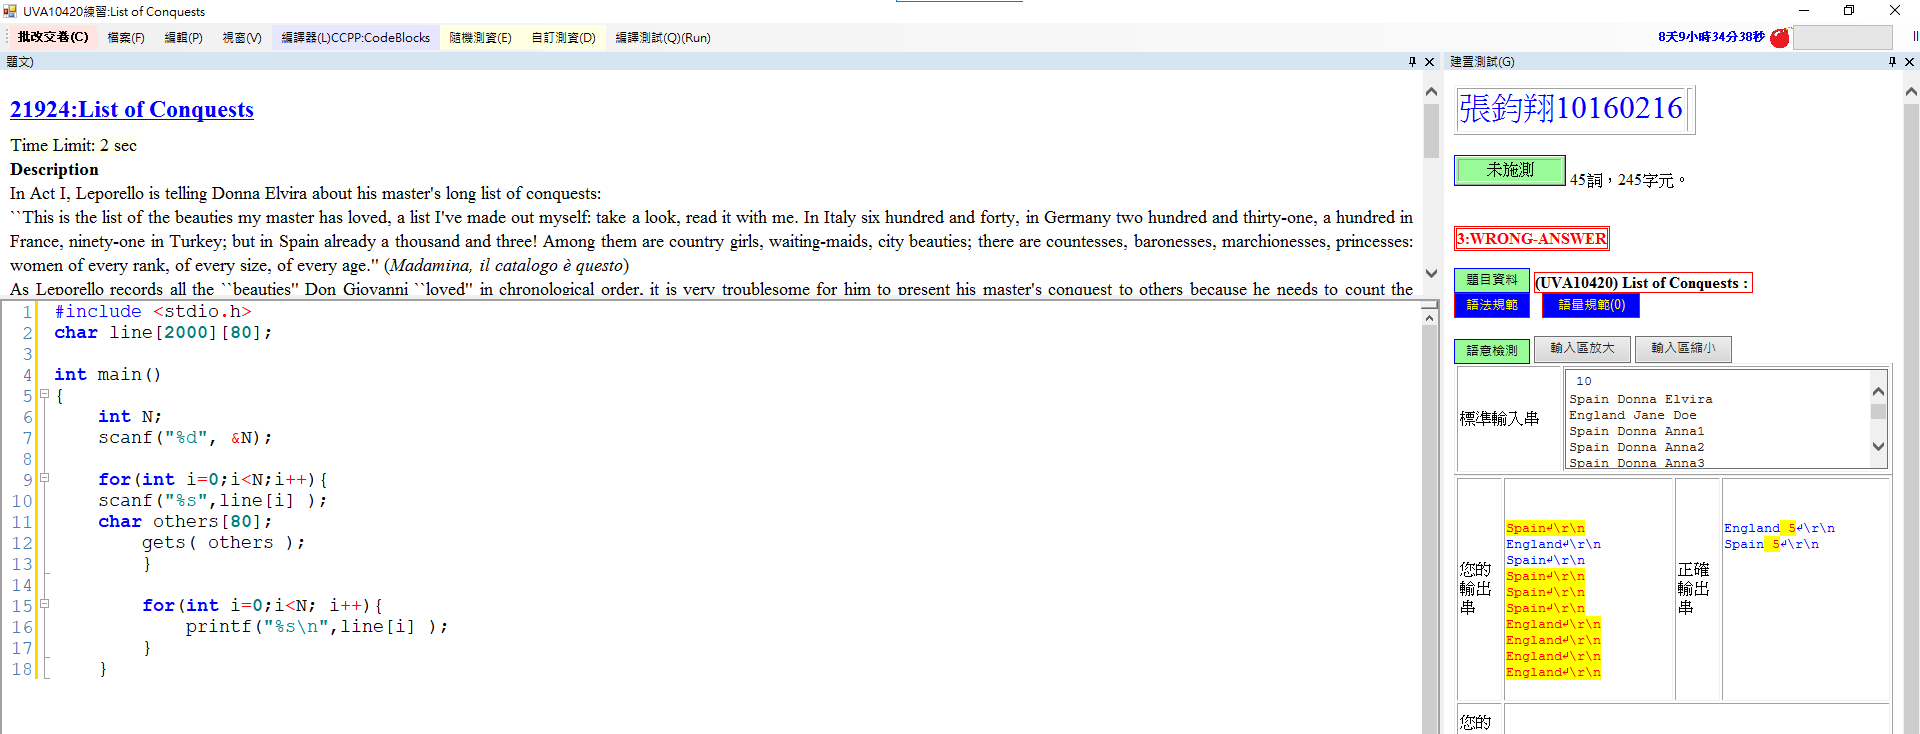 UVA10420練習:List of Conquests
批改交卷(C) 檔案(F) 編輯(P) 視窗(V) 編譯器(L)CCPP:CodeBlocks 隨機測資(E) 自訂測資(D) 編譯測試(Q)(Run) 8天9小時34分38秒
題文)
21924:List of Conquests
Time Limit: 2 sec
Description
In Act I, Leporello is telling Donna Elvira about his master's long list of conquests:
``This is the list of the beauties my master has loved, a list I've made out myself: take a look, read it with me. In Italy six hundred and forty, in Germany two hundred and thirty-one, a hundred in
France, ninety-one in Turkey; but in Spain already a thousand and three! Among them are country girls, waiting-maids, city beauties; there are countesses, baronesses, marchionesses, princesses:
women of every rank, of every size, of every age.'' (Madamina, il catalogo è questo)
As Leporello records all the ``beauties'' Don Giovanni ``loved'' in chronological order, it is very troublesome for him to present his master's conquest to others because he needs to count the
1 #include <stdio.h>
2 char line[2000][80];
3
4 int main()
5 {
6 int N;
7 scanf("%d", &N);
8
9 for(int i=0;i<N;i++){
10 scanf("%s",line[i] );
11 char others[80];
12 gets( others );
13 }
14
15 for(int i=0;i<N; i++){
16 printf("%s\n",line[i] );
17 }
18 }
建置測試(G)
張鈞翔10160216
未施測 45詞，245字元。
3:WRONG-ANSWER
題目資料 (UVA10420) List of Conquests :
語法規範 語量規範(0)
語意檢測 輸入區放大 輸入區縮小
標準輸入串
10
Spain Donna Elvira
England Jane Doe
Spain Donna Anna1
Spain Donna Anna2
Spain Donna Anna3
您的
輸出
串
Spain↲\r\n
England↲\r\n
Spain↲\r\n
Spain↲\r\n
Spain↲\r\n
Spain↲\r\n
England↲\r\n
England↲\r\n
England↲\r\n
England↲\r\n
正確
輸出
串
England 5↲\r\n
Spain 5↲\r\n
您的